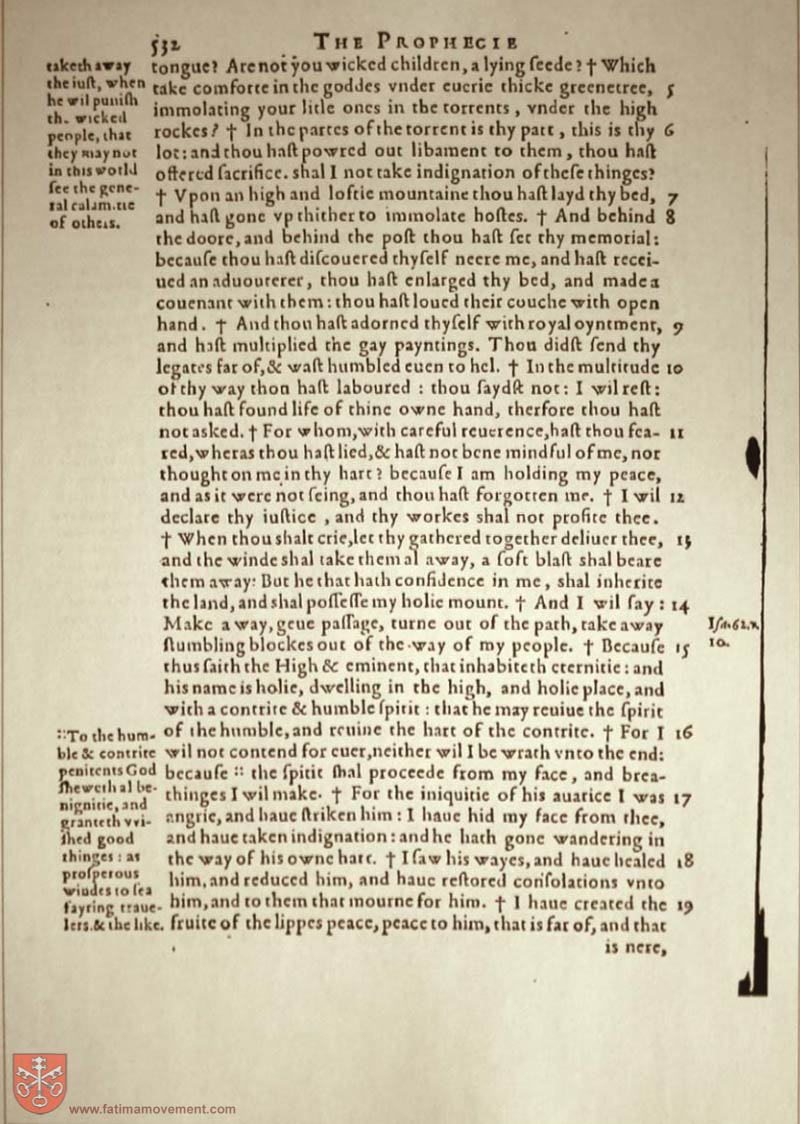 532
THE PROPHECIE
taketh away
the iuſt, when
he wil puniſh
th. wicked
people, that
they may not
in this world
ſee the gene-
ral calam.tie
of others.
tongue? Are not you wicked children, a lying ſeede? † Which
take comforte in the goddes vnder euerie thicke greene tree, 5
immolating your litle ones in the torrents, vnder the high
rockes? † In the partes of the torrent is thy part, this is thy 6
lot: and thou haſt powred out libament to them, thou haſt
offered ſacrifice. shal I not take indignation of theſe thinges?
† Vpon an high and loftie mountaine thou haſt layd thy bed, 7
and haſt gone vp thither to immolate hoſtes. † And behind 8
the doore, and behind the poſt thou haſt ſet thy memorial:
becauſe thou haſt diſcouered thyſelf neere me, and haſt recei-
ued an aduouterer, thou haſt enlarged thy bed, and made a
couenant with them: thou haſt loued their couche with open
hand. † And thou haſt adorned thyſelf with royal oyntment, 9
and haſt multiplied the gay payntings. Thou didſt ſend thy
legates far of, & waſt humbled euen to hel. † In the multitude 10
of thy way thou haſt laboured : thou ſaydſt not: I wil reſt:
thou haſt found life of thine owne hand, therfore thou haſt
not asked. † For whom, with careful reuerence, haſt thou fea- 11
red, wheras thou haſt lied, & haſt not bene mindful of me, nor
thought on me in thy hart? becauſe I am holding my peace,
and as it were not ſeing, and thou haſt forgotten me. † I wil 12
declare thy iuſtice , and thy workes shal not profite thee.
† When thou shalt crie, let thy gathered together deliuer thee, 13
and the winde shal take them al away, a ſoft blaſt shal beare
them away: But he that hath confidence in me, shal inherite
the land, and shal poſſeſſe my holie mount. † And I wil ſay : 14
Make a way, geue paſſage, turne out of the path, take away
ſtumbling blockes out of the way of my people. † Becauſe 15
thus ſaith the High & eminent, that inhabiteth eternitie: and
his name is holie, dwelling in the high, and holie place, and
with a contrite & humble ſpirit : that he may reuiue the ſpirit
of the humble, and reuiue the hart of the contrite. † For I 16
wil not contend for euer, neither wil I be wrath vnto the end:
becauſe :: the ſpirit ſhal proceede from my face, and brea-
thinges I wil make. † For the iniquitie of his auarice I was 17
angrie, and haue ſtriken him : I haue hid my face from thee,
and haue taken indignation: and he hath gone wandering in
the way of his owne hart. † I ſaw his wayes, and haue healed 18
him, and reduced him, and haue reſtored conſolations vnto
him, and to them that mourne for him. † I haue created the 19
fruite of the lippes peace, peace to him, that is far of, and that
is nere,
Iſa. 62. v.
10.
::To the hum-
ble & contrite
penitents God
ſheweth al be-
nignitie, and
granteth vvi-
ſhed good
thinges : as
proſperous
windes to ſea
fayring traue-
lers. & the like.
www.fatimamovement.com